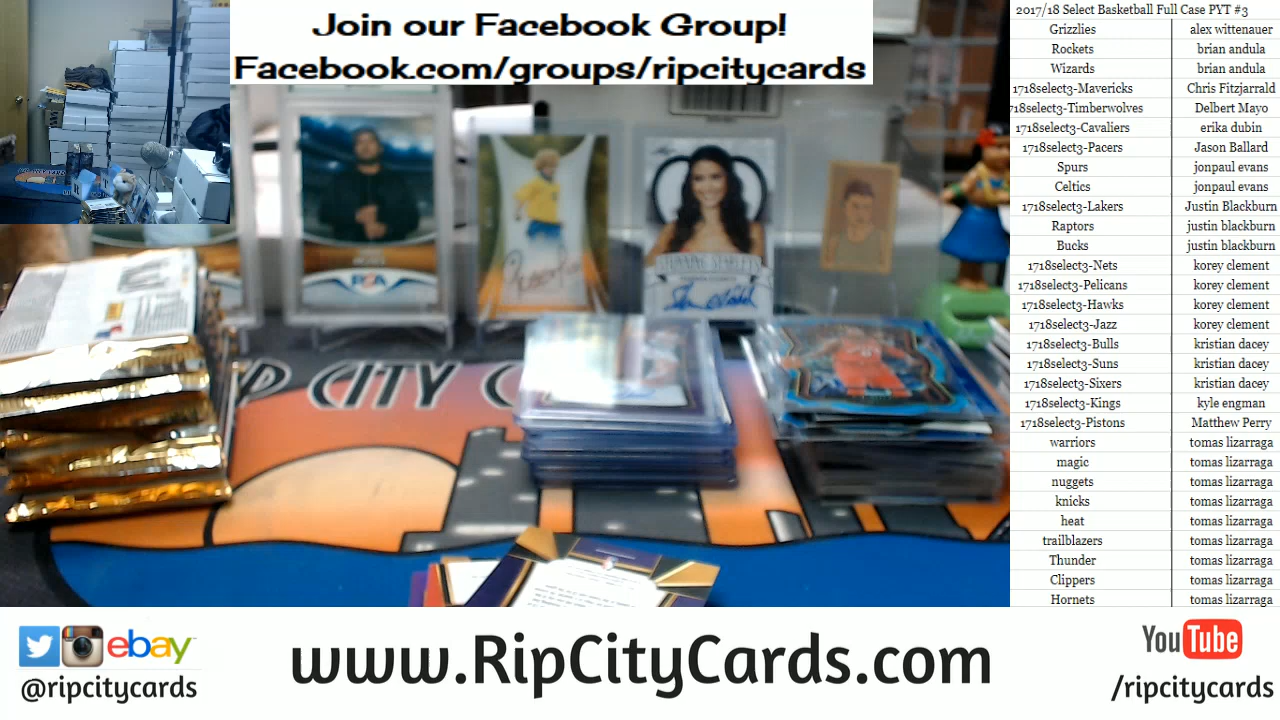 Join our Facebook Group!
Facebook.com/groups/ripcitycards
2017/18 Select Basketball Full Case PYT #3
Grizzlies alex wittenauer
Rockets brian andula
Wizards brian andula
1718select3-Mavericks Chris Fitzjarrald
718select3-Timberwolves Delbert Mayo
1718select3-Cavaliers erika dubin
1718select3-Pacers Jason Ballard
Spurs jonpaul evans
Celtics jonpaul evans
1718select3-Lakers Justin Blackburn
Raptors justin blackburn
Bucks justin blackburn
1718select3-Nets korey clement
1718select3-Pelicans korey clement
1718select3-Hawks korey clement
1718select3-Jazz korey clement
1718select3-Bulls kristian dacey
1718select3-Suns kristian dacey
1718select3-Sixers kristian dacey
1718select3-Kings kyle engman
1718select3-Pistons Matthew Perry
warriors tomas lizarraga
magic tomas lizarraga
nuggets tomas lizarraga
knicks tomas lizarraga
heat tomas lizarraga
trailblazers tomas lizarraga
Thunder tomas lizarraga
Clippers tomas lizarraga
Hornets tomas lizarraga
P CITY C
ebay
@ripcitycards
www.RipCityCards.com
YouTube
/ripcitycards